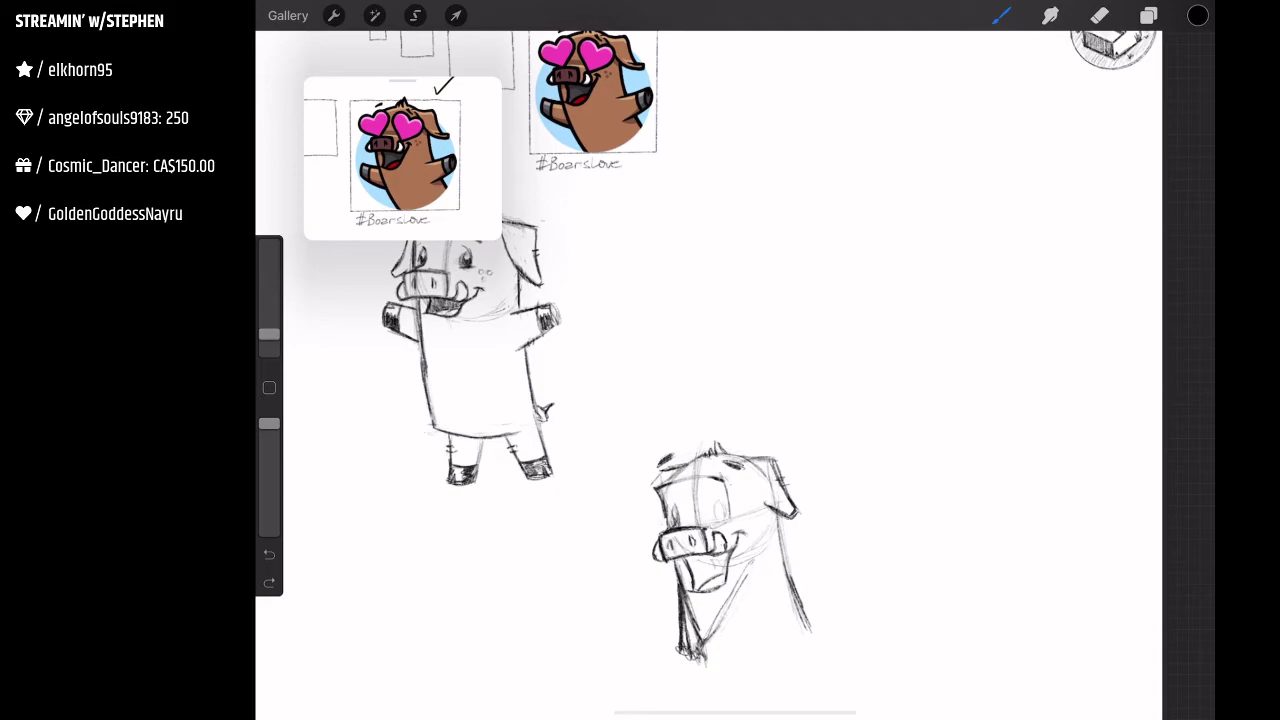 STREAMIN' w/STEPHEN
/ elkhorn95
/ angelofsouls9183: 250
/ Cosmic_Dancer: CA$150.00
/ GoldenGoddessNayru
Gallery
#BoarsLove
#BoarsLove